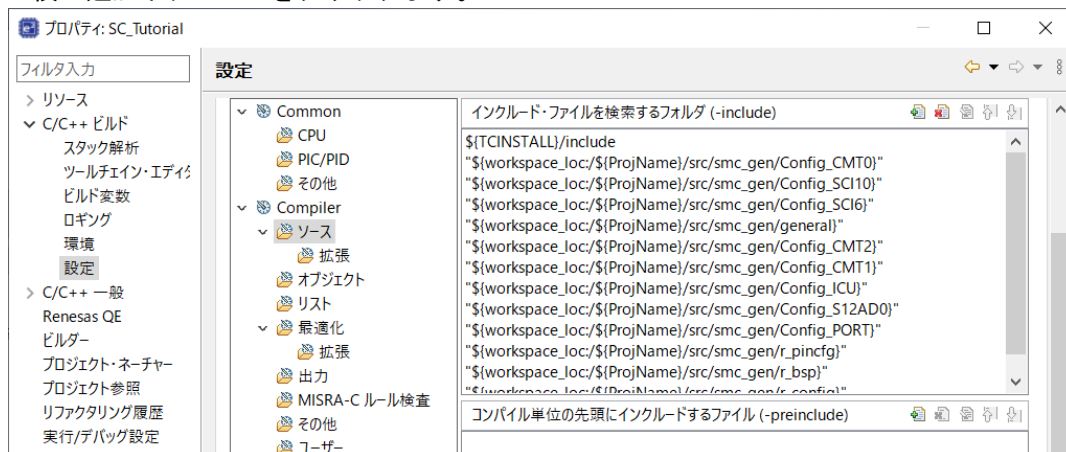 プロパティ: SC_Tutorial
フィルタ入力
設定
リソース
C/C++ ビルド
スタック解析
ツールチェイン・エディタ
ビルド変数
ロギング
環境
設定
C/C++ 一般
Renesas QE
ビルダー
プロジェクト・ネーチャー
プロジェクト参照
リファクタリング履歴
実行/デバッグ設定
Common
CPU
PIC/PID
その他
Compiler
ソース
拡張
オブジェクト
リスト
最適化
拡張
出力
MISRA-C ルール検査
その他
ユーザー
インクルード・ファイルを検索するフォルダ (-include)
${TCINSTALL}/include
"${workspace_loc:/${ProjName}/src/smc_gen/Config_CMT0}"
"${workspace_loc:/${ProjName}/src/smc_gen/Config_SCI10}"
"${workspace_loc:/${ProjName}/src/smc_gen/Config_SCI6}"
"${workspace_loc:/${ProjName}/src/smc_gen/general}"
"${workspace_loc:/${ProjName}/src/smc_gen/Config_CMT2}"
"${workspace_loc:/${ProjName}/src/smc_gen/Config_CMT1}"
"${workspace_loc:/${ProjName}/src/smc_gen/Config_ICU}"
"${workspace_loc:/${ProjName}/src/smc_gen/Config_S12AD0}"
"${workspace_loc:/${ProjName}/src/smc_gen/Config_PORT}"
"${workspace_loc:/${ProjName}/src/smc_gen/r_pincfg}"
"${workspace_loc:/${ProjName}/src/smc_gen/r_bsp}"
"${workspace_loc:/${ProjName}/src/smc_gen/r_config}"
コンパイル単位の先頭にインクルードするファイル (-preinclude)